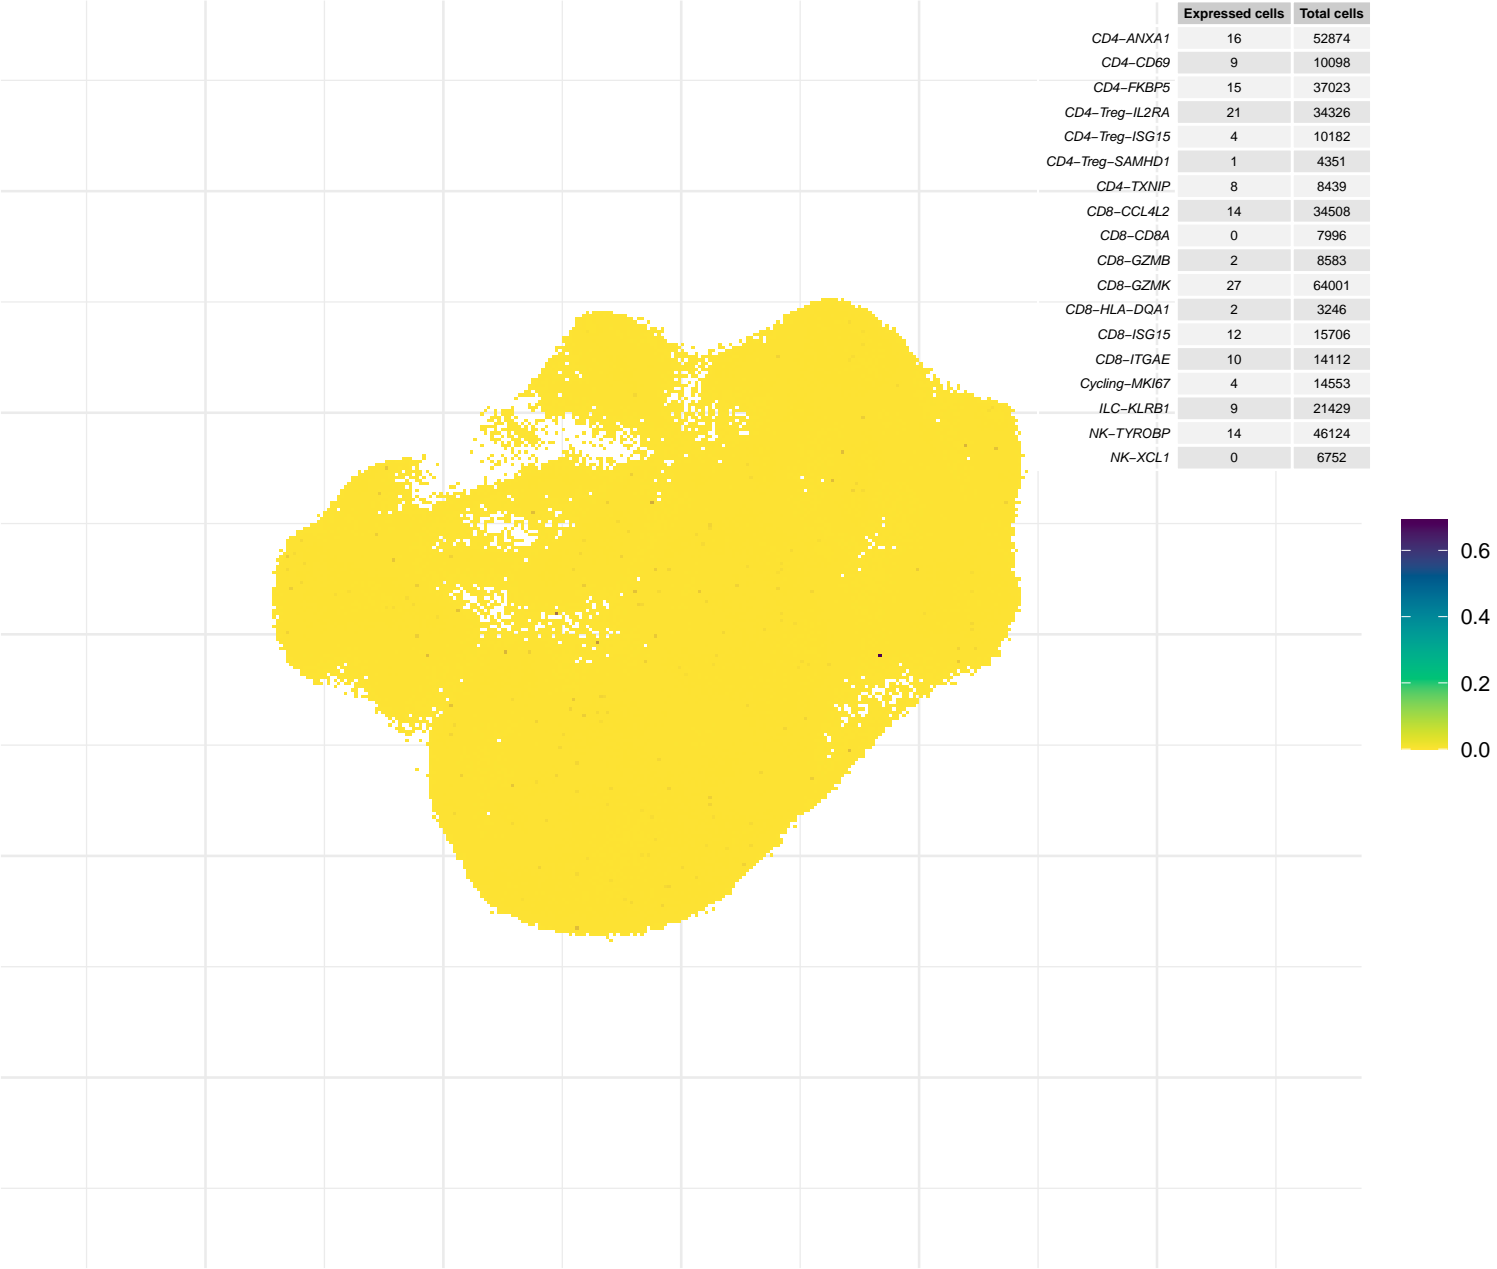 Expressed cells Total cells
CD4−ANXA1 16 52874
CD4−CD69 9 10098
CD4−FKBP5 15 37023
CD4−Treg−IL2RA 21 34326
CD4−Treg−ISG15 4 10182
CD4−Treg−SAMHD1 1 4351
CD4−TXNIP 8 8439
CD8−CCL4L2 14 34508
CD8−CD8A 0 7996
CD8−GZMB 2 8583
CD8−GZMK 27 64001
CD8−HLA−DQA1 2 3246
CD8−ISG15 12 15706
CD8−ITGAE 10 14112
Cycling−MKI67 4 14553
ILC−KLRB1 9 21429
NK−TYROBP 14 46124
NK−XCL1 0 6752
0.6
0.4
0.2
0.0